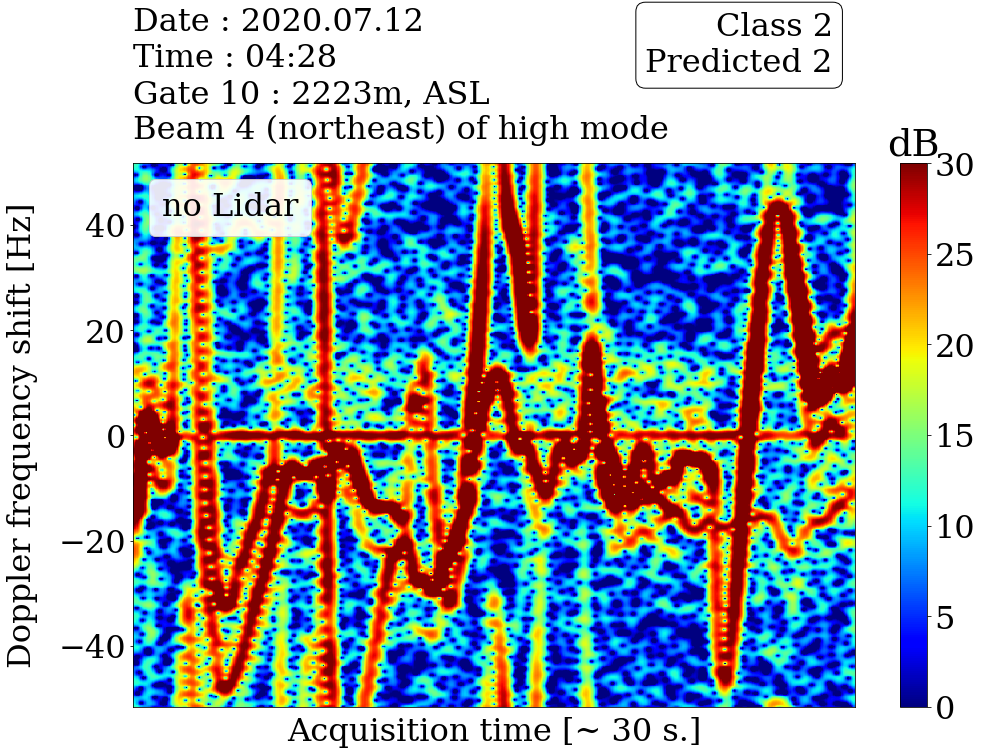 Date : 2020.07.12
Time : 04:28
Gate 10 : 2223m, ASL
Beam 4 (northeast) of high mode
Class 2
Predicted 2
dB
no Lidar
Doppler frequency shift [Hz]
40
20
0
−20
−40
30
25
20
15
10
5
0
Acquisition time [~ 30 s.]